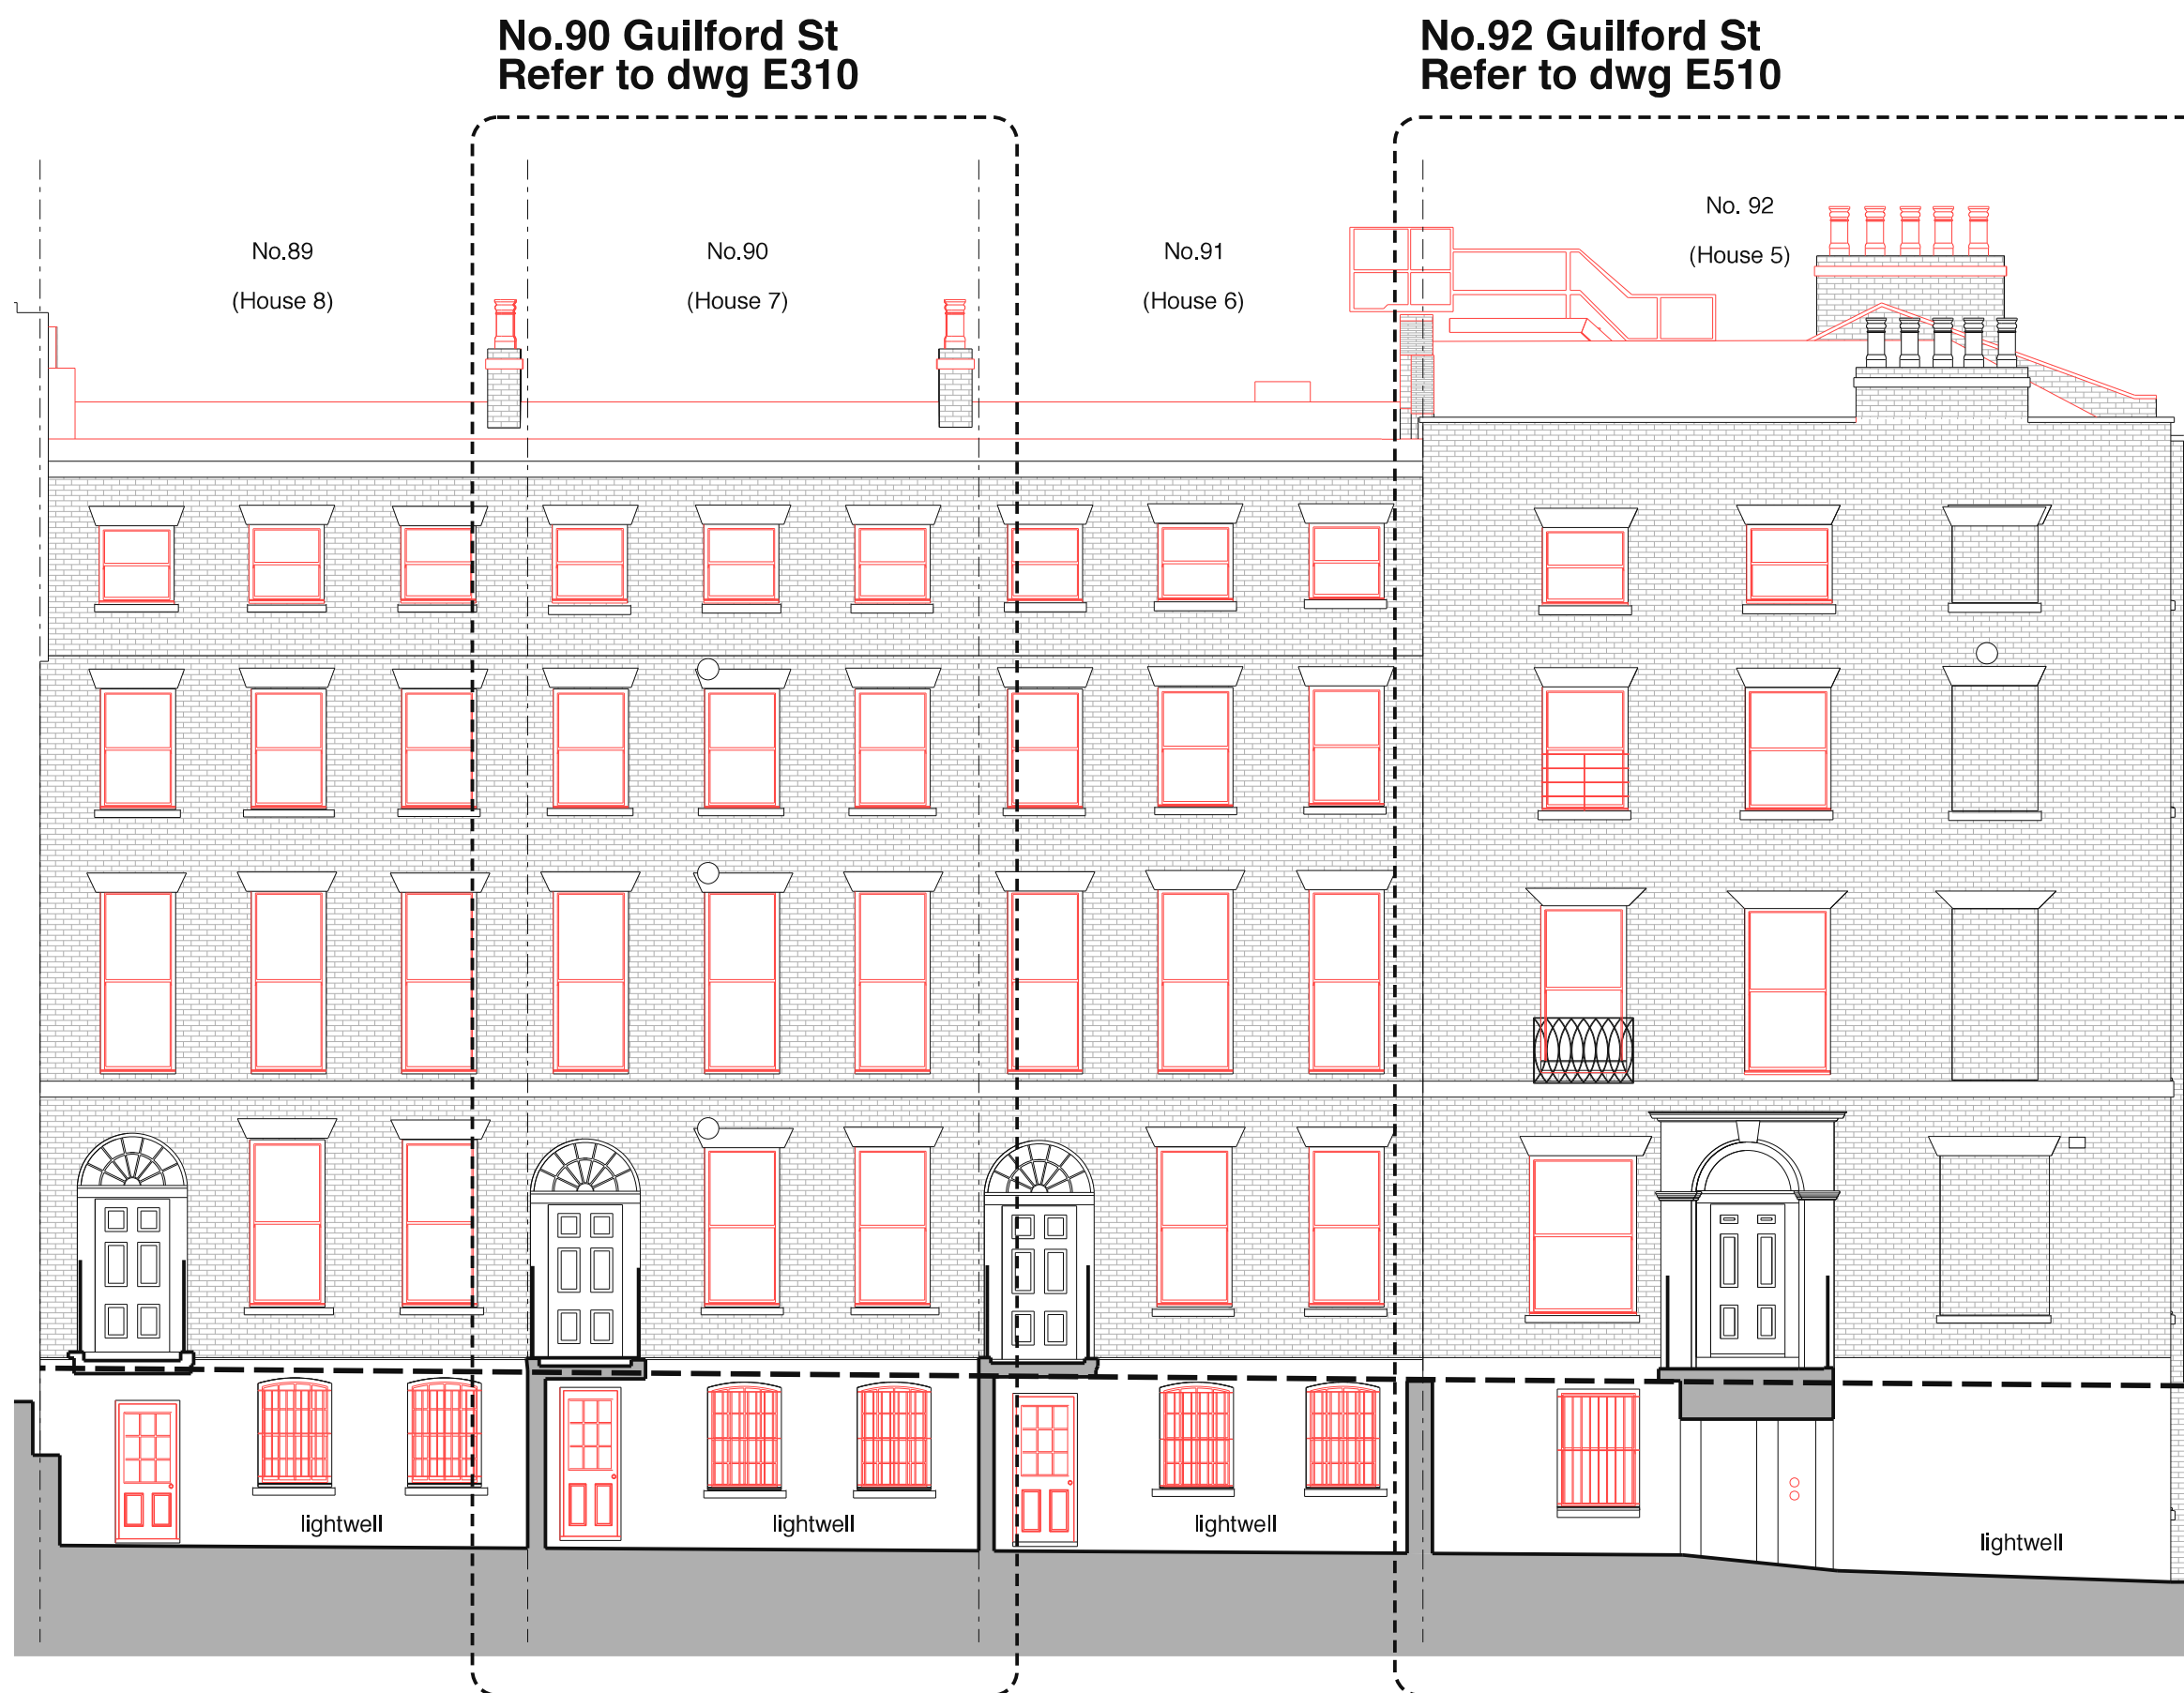 No.90 Guilford St
Refer to dwg E310
No.92 Guilford St
Refer to dwg E510
No.89
(House 8)
No.90
(House 7)
No.91
(House 6)
No. 92
(House 5)
lightwell
lightwell
lightwell
lightwell